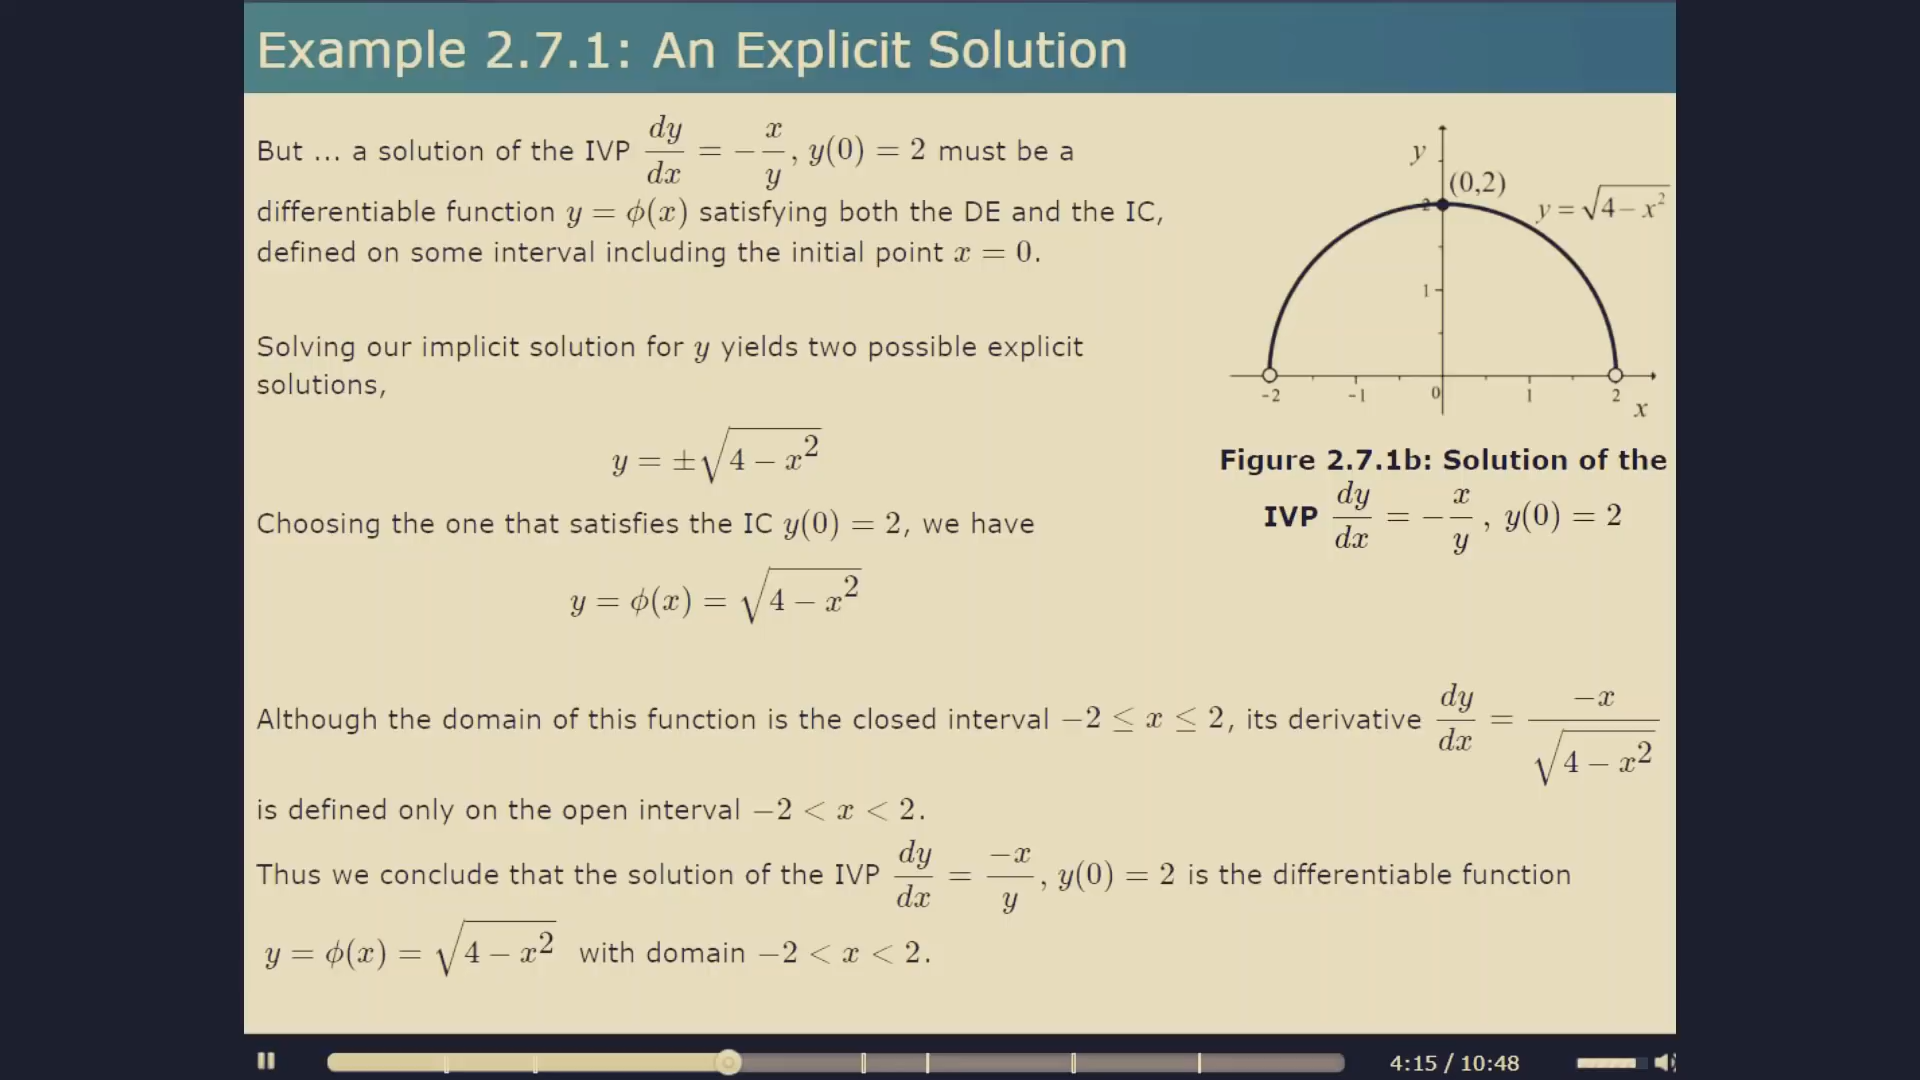 Example 2.7.1: An Explicit Solution
But ... a solution of the IVP dy/dx = −x/y, y(0) = 2 must be a
differentiable function y = ϕ(x) satisfying both the DE and the IC,
defined on some interval including the initial point x = 0.
Solving our implicit solution for y yields two possible explicit
solutions,
y = ±√(4 − x²)
Choosing the one that satisfies the IC y(0) = 2, we have
y = ϕ(x) = √(4 − x²)
y
(0,2)
y = √(4 − x²)
2
1
-2 -1 0 1 2 x
Figure 2.7.1b: Solution of the
IVP dy/dx = −x/y, y(0) = 2
Although the domain of this function is the closed interval −2 ≤ x ≤ 2, its derivative dy/dx = −x/√(4 − x²)
is defined only on the open interval −2 < x < 2.
Thus we conclude that the solution of the IVP dy/dx = −x/y, y(0) = 2 is the differentiable function
y = ϕ(x) = √(4 − x²) with domain −2 < x < 2.
4:15 / 10:48